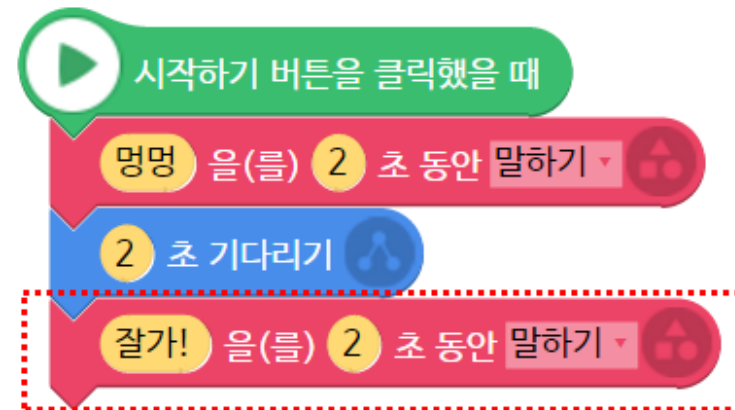 시작하기 버튼을 클릭했을 때
멍멍 을(를) 2 초 동안 말하기
2 초 기다리기
잘가! 을(를) 2 초 동안 말하기